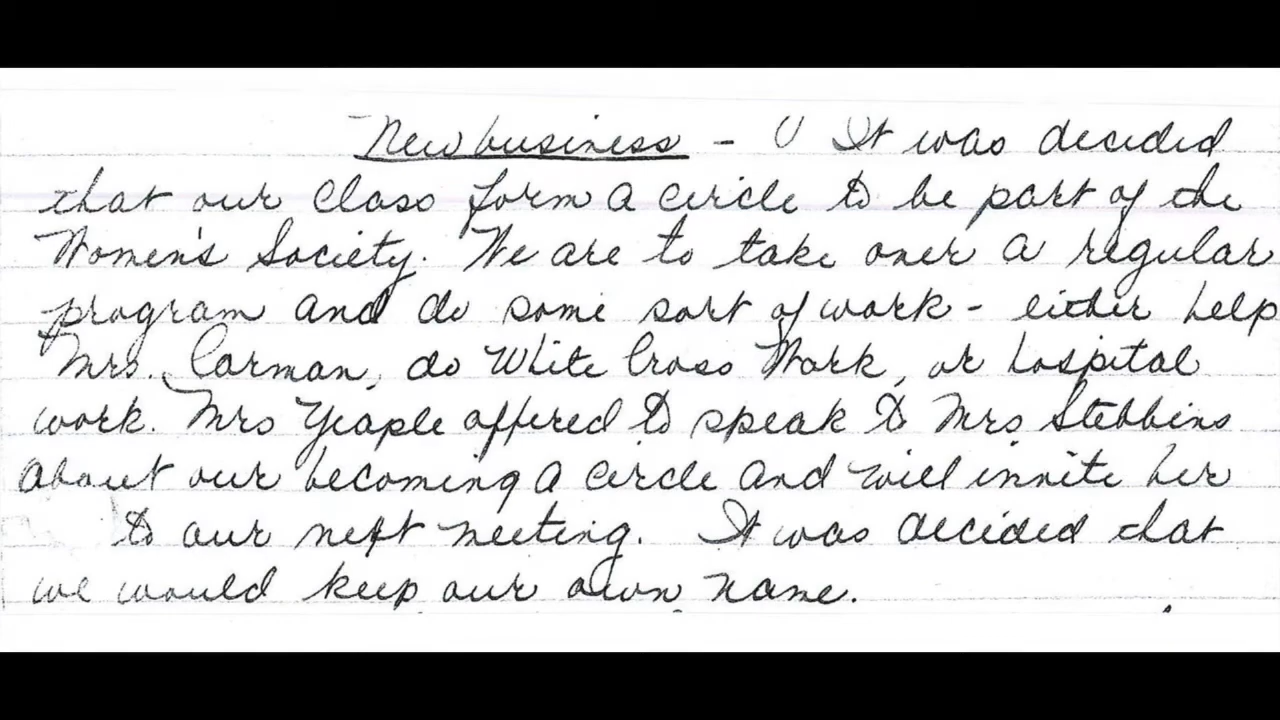 New business - It was decided
that our class form a circle to be part of the
Women's Society. We are to take over a regular
program and do some sort of work - either help
Mrs. Carman, do White Cross Work, or hospital
work. Mrs Yeaple offered to speak to Mrs Stebbins
about our becoming a circle and will invite her
to our next meeting. It was decided that
we would keep our own name.